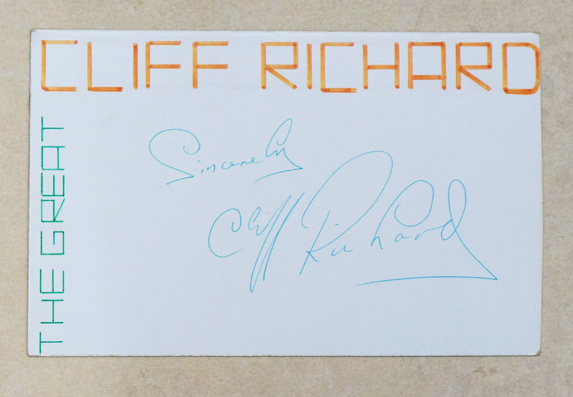 CLIFF RICHARD
THE GREAT
Sincerely
Cliff Richard